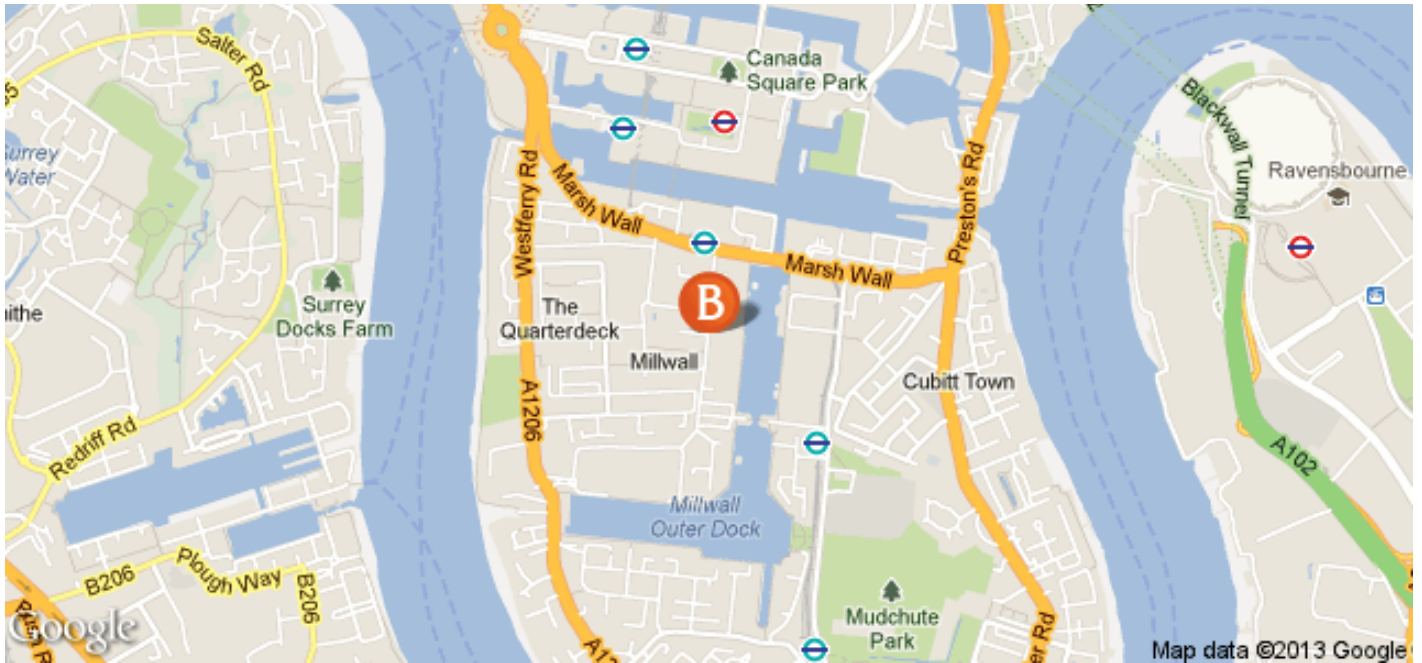 Salter Rd
Canada
Square Park
Blackwall Tunnel
Surrey
Water
Ravensbourne
Westferry Rd
Marsh Wall
Preston's Rd
Marsh Wall
Surrey
Docks Farm
The
Quarterdeck
B
Millwall
Cubitt Town
A1206
Redriff Rd
A102
Millwall
Outer Dock
Plough Way
B206
B206
Mudchute
Park
Google
Map data ©2013 Google